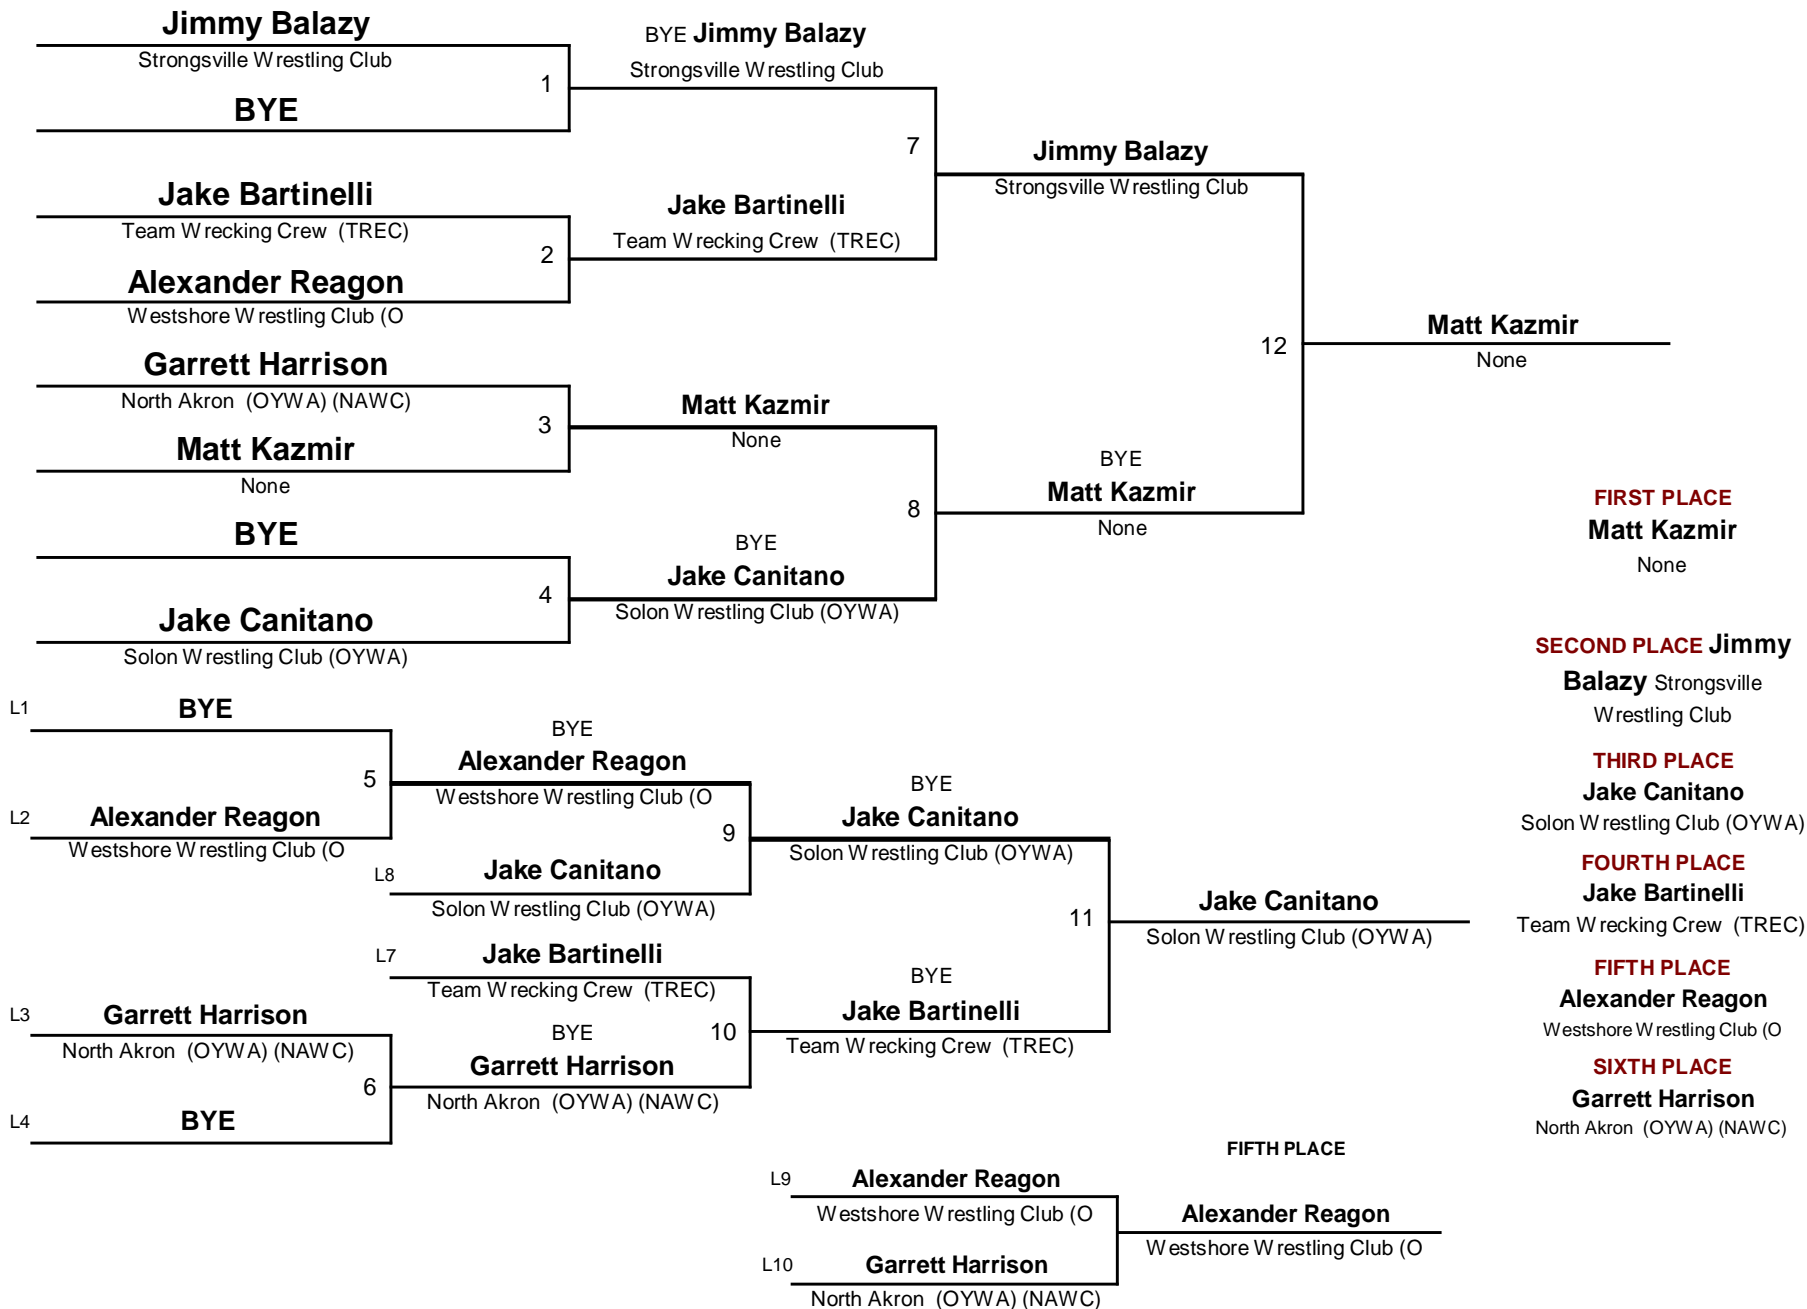 Jimmy Balazy
Strongsville Wrestling Club
1
BYE
BYE Jimmy Balazy
Strongsville Wrestling Club
7
Jake Bartinelli
Team Wrecking Crew (TREC)
2
Alexander Reagon
Westshore Wrestling Club (O
Jake Bartinelli
Team Wrecking Crew (TREC)
Jimmy Balazy
Strongsville Wrestling Club
12
Garrett Harrison
North Akron (OYWA) (NAWC)
3
Matt Kazmir
None
Matt Kazmir
None
8
BYE
4
Jake Canitano
Solon Wrestling Club (OYWA)
BYE
Jake Canitano
Solon Wrestling Club (OYWA)
BYE
Matt Kazmir
None
Matt Kazmir
None
FIRST PLACE
Matt Kazmir
None
SECOND PLACE Jimmy
Balazy Strongsville
Wrestling Club
THIRD PLACE
Jake Canitano
Solon Wrestling Club (OYWA)
FOURTH PLACE
Jake Bartinelli
Team Wrecking Crew (TREC)
FIFTH PLACE
Alexander Reagon
Westshore Wrestling Club (O
SIXTH PLACE
Garrett Harrison
North Akron (OYWA) (NAWC)
L1
BYE
5
L2
Alexander Reagon
Westshore Wrestling Club (O
BYE
Alexander Reagon
Westshore Wrestling Club (O
9
L8
Jake Canitano
Solon Wrestling Club (OYWA)
BYE
Jake Canitano
Solon Wrestling Club (OYWA)
11
L7
Jake Bartinelli
Team Wrecking Crew (TREC)
10
L3
Garrett Harrison
North Akron (OYWA) (NAWC)
6
L4
BYE
BYE
Garrett Harrison
North Akron (OYWA) (NAWC)
BYE
Jake Bartinelli
Team Wrecking Crew (TREC)
Jake Canitano
Solon Wrestling Club (OYWA)
FIFTH PLACE
L9
Alexander Reagon
Westshore Wrestling Club (O
L10
Garrett Harrison
North Akron (OYWA) (NAWC)
Alexander Reagon
Westshore Wrestling Club (O